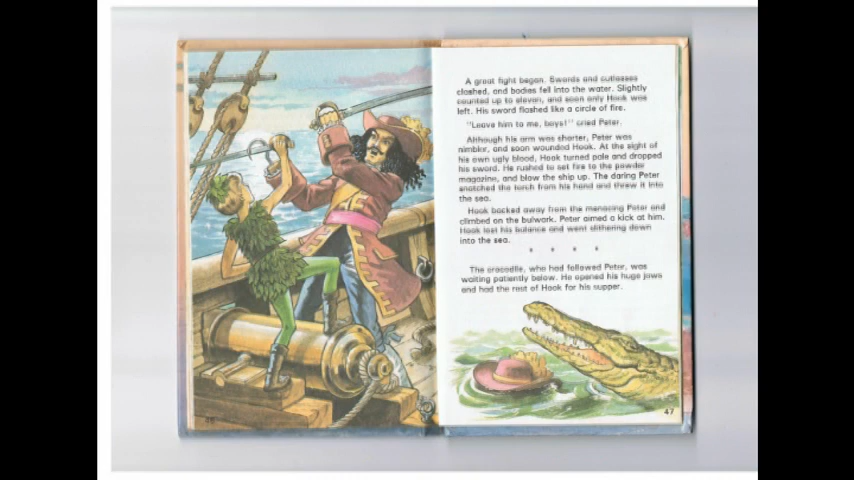 A great fight began. Swords and cutlasses
clashed, and bodies fell into the water. Slightly
counted up to eleven, and soon only Hook was
left. His sword flashed like a circle of fire.
"Leave him to me, boys!" cried Peter.
Although his arm was shorter, Peter was
nimbler, and soon wounded Hook. At the sight of
his own ugly blood, Hook turned pale and dropped
his sword. He rushed to set fire to the powder
magazine, and blow the ship up. The daring Peter
snatched the torch from his hand and threw it into
the sea.
Hook backed away from the menacing Peter and
climbed on the bulwark. Peter aimed a kick at him.
Hook lost his balance and went slithering down
into the sea.
* * * *
The crocodile, who had followed Peter, was
waiting patiently below. He opened his huge jaws
and had the rest of Hook for his supper.
47